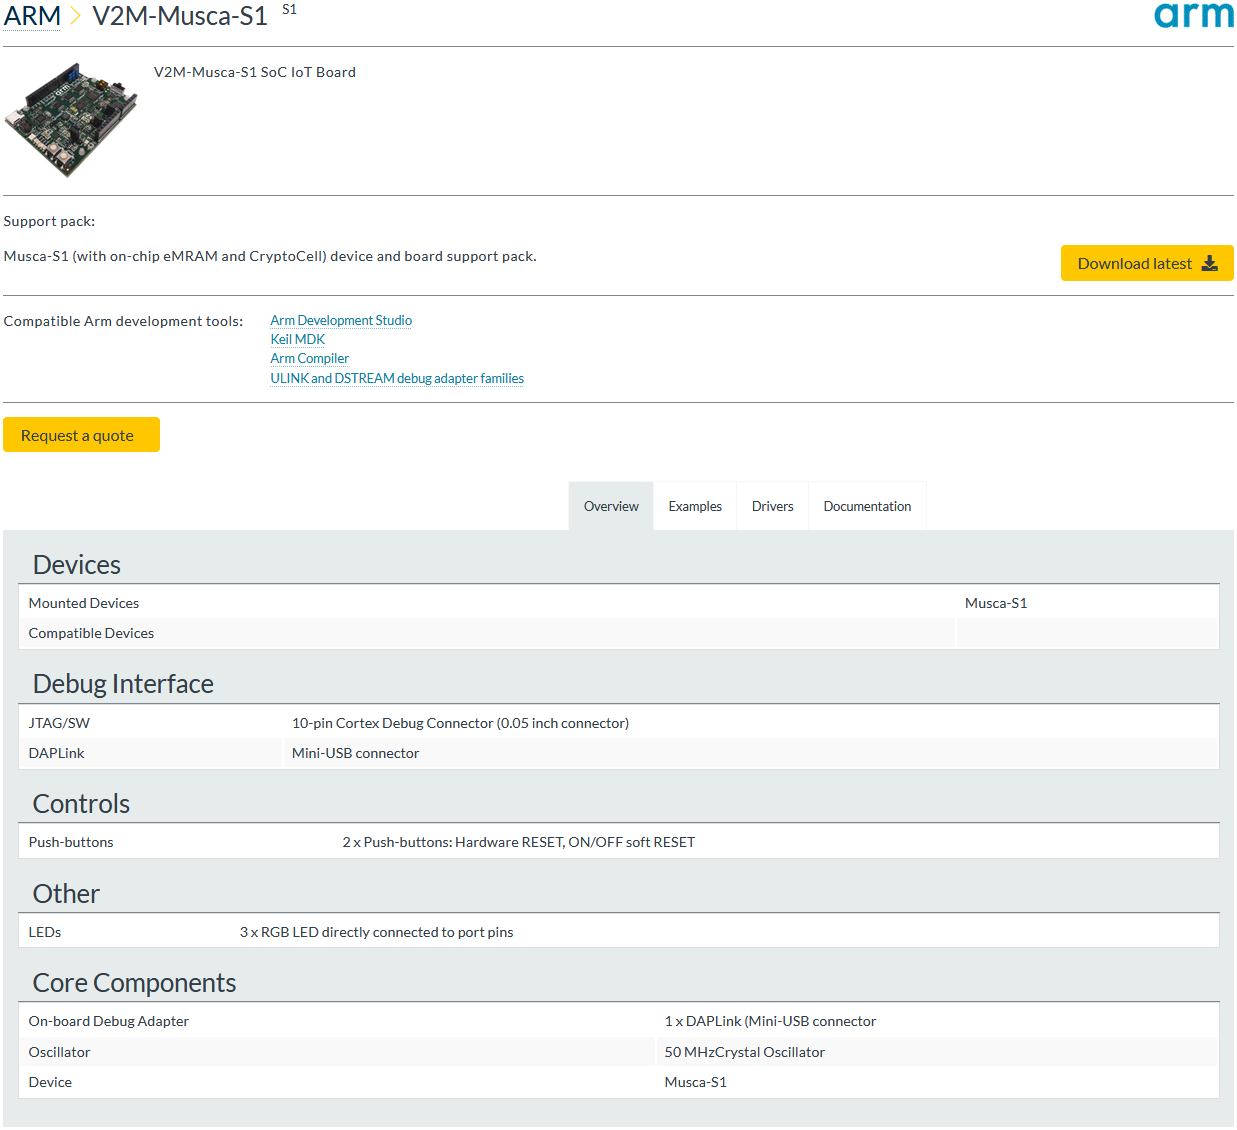 ARM > V2M-Musca-S1 S1
arm
V2M-Musca-S1 SoC IoT Board
Support pack:
Musca-S1 (with on-chip eMRAM and CryptoCell) device and board support pack.
Download latest
Compatible Arm development tools:
Arm Development Studio
Keil MDK
Arm Compiler
ULINK and DSTREAM debug adapter families
Request a quote
Overview Examples Drivers Documentation
Devices
Mounted Devices Musca-S1
Compatible Devices
Debug Interface
JTAG/SW 10-pin Cortex Debug Connector (0.05 inch connector)
DAPLink Mini-USB connector
Controls
Push-buttons 2 x Push-buttons: Hardware RESET, ON/OFF soft RESET
Other
LEDs 3 x RGB LED directly connected to port pins
Core Components
On-board Debug Adapter 1 x DAPLink (Mini-USB connector
Oscillator 50 MHzCrystal Oscillator
Device Musca-S1